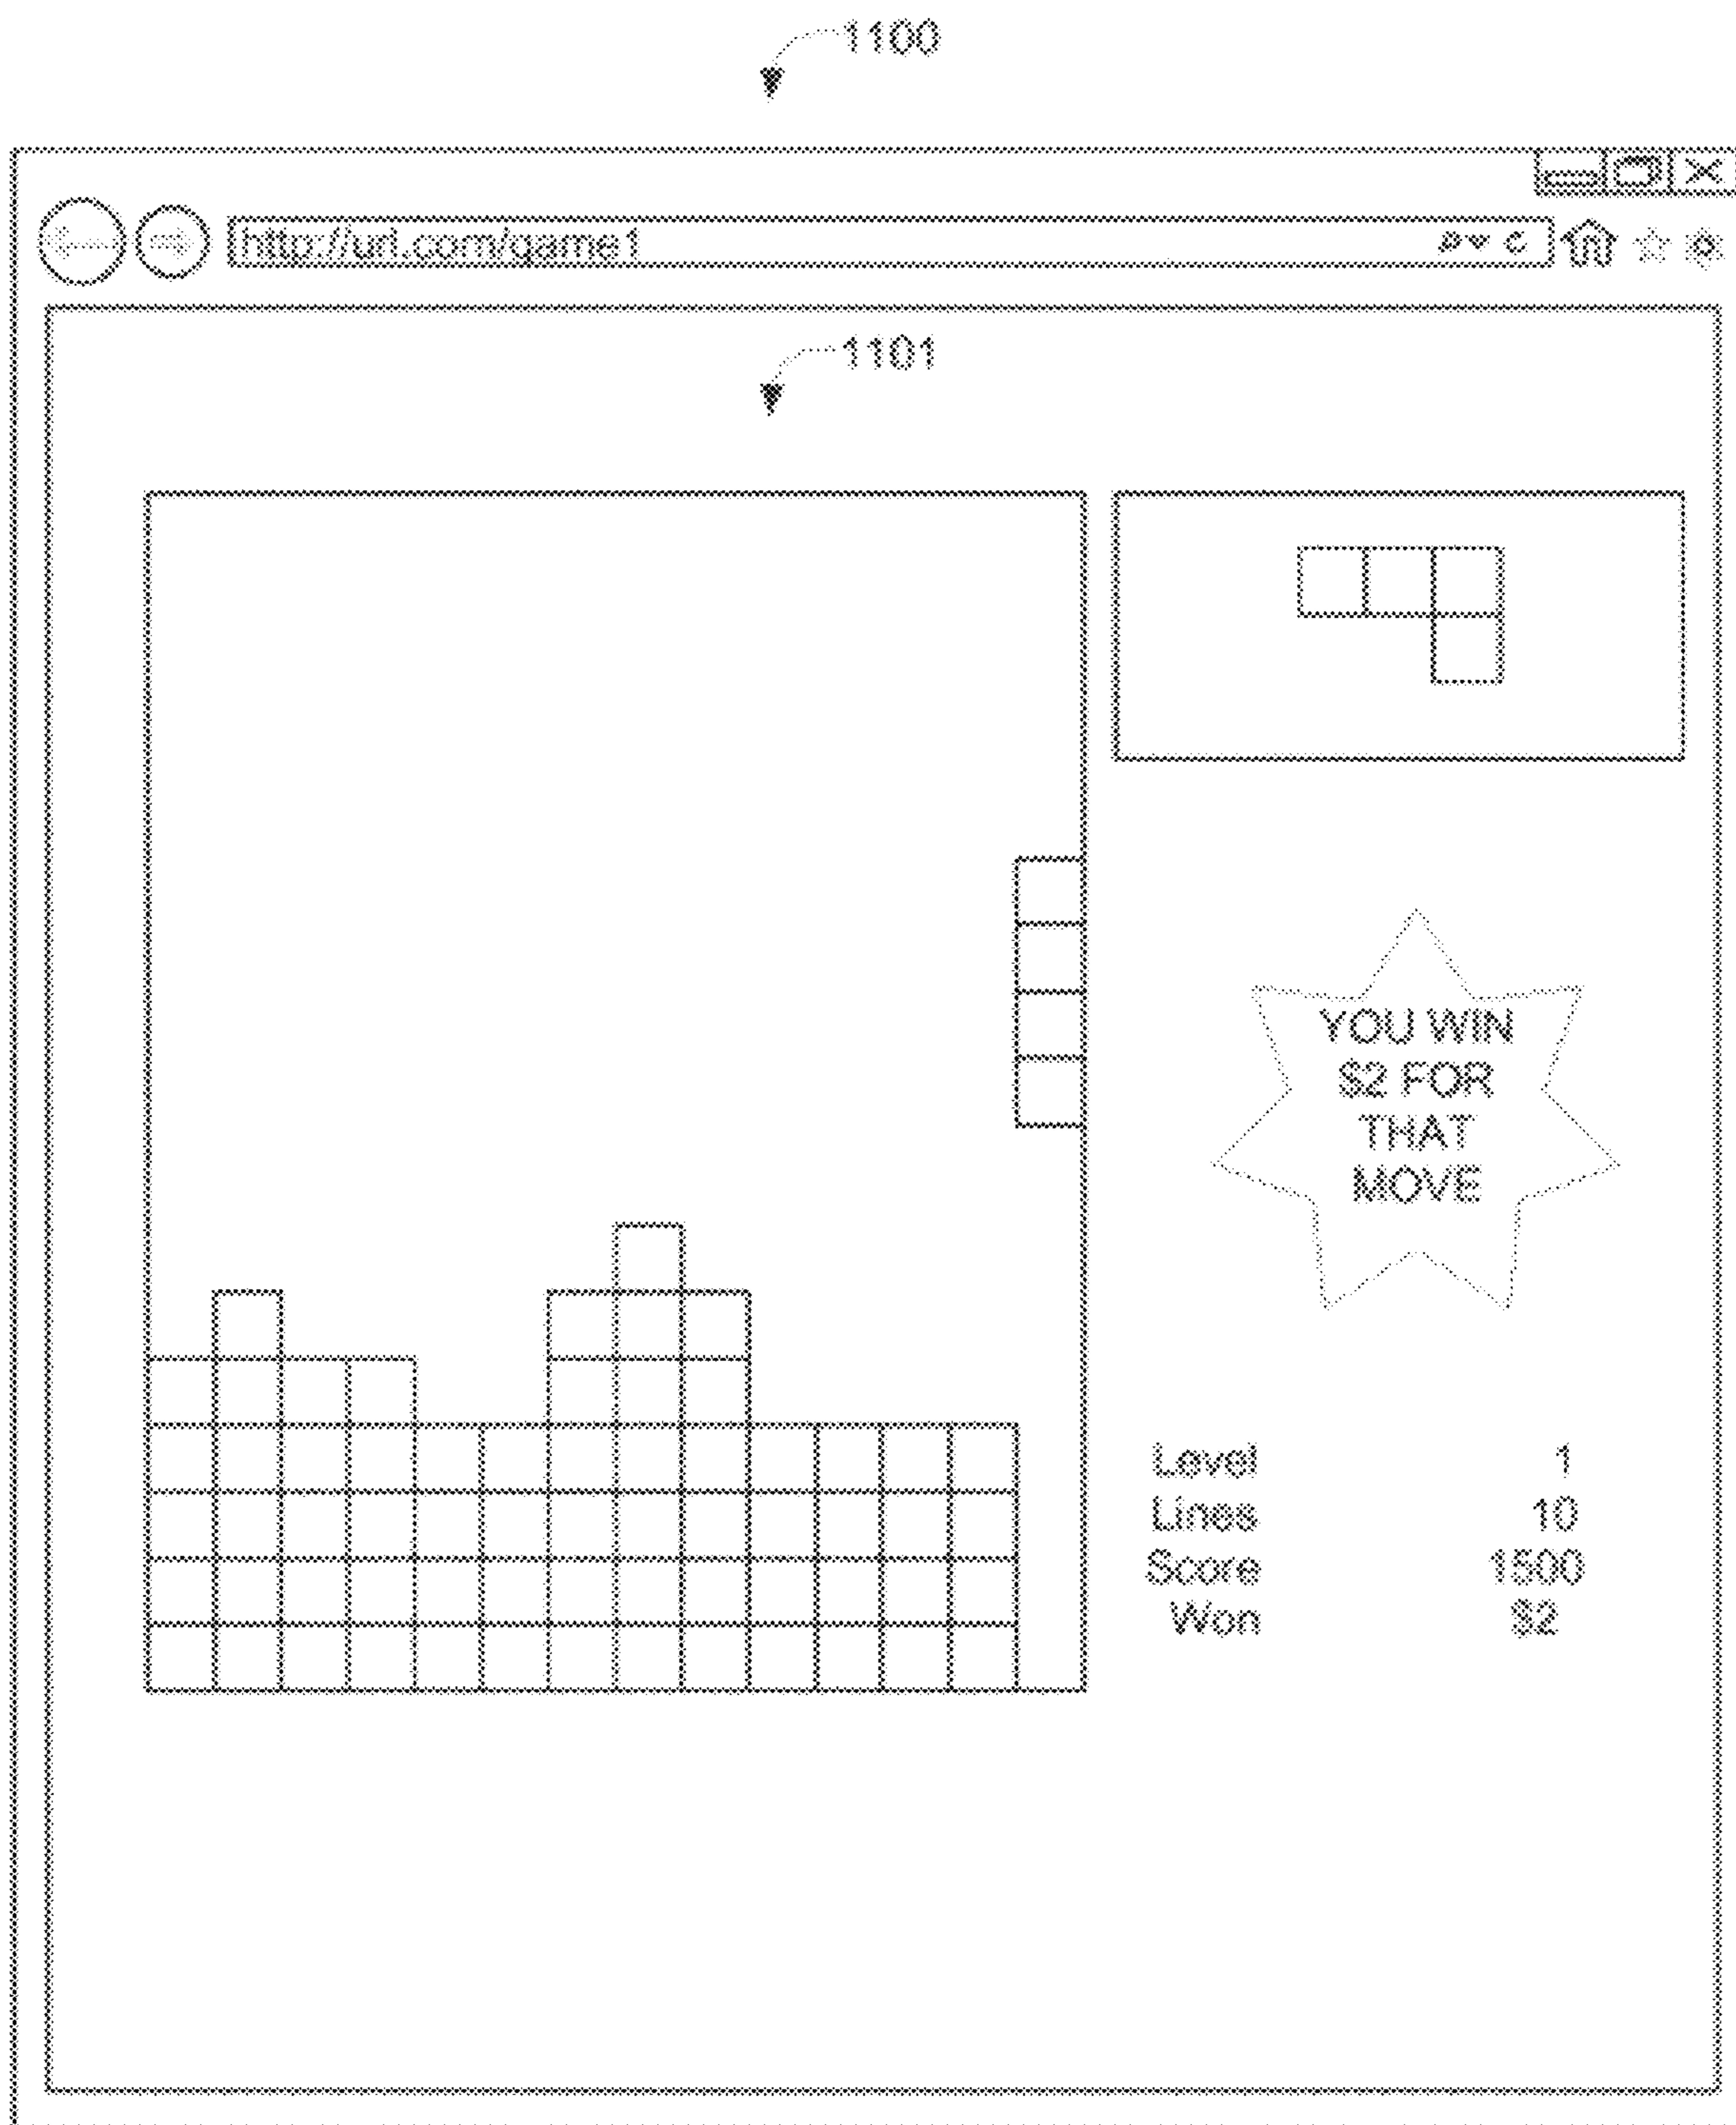 1100
http://url.com/game1
1101
YOU WIN
$2 FOR
THAT
MOVE
Level 1
Lines 10
Score 1500
Won $2